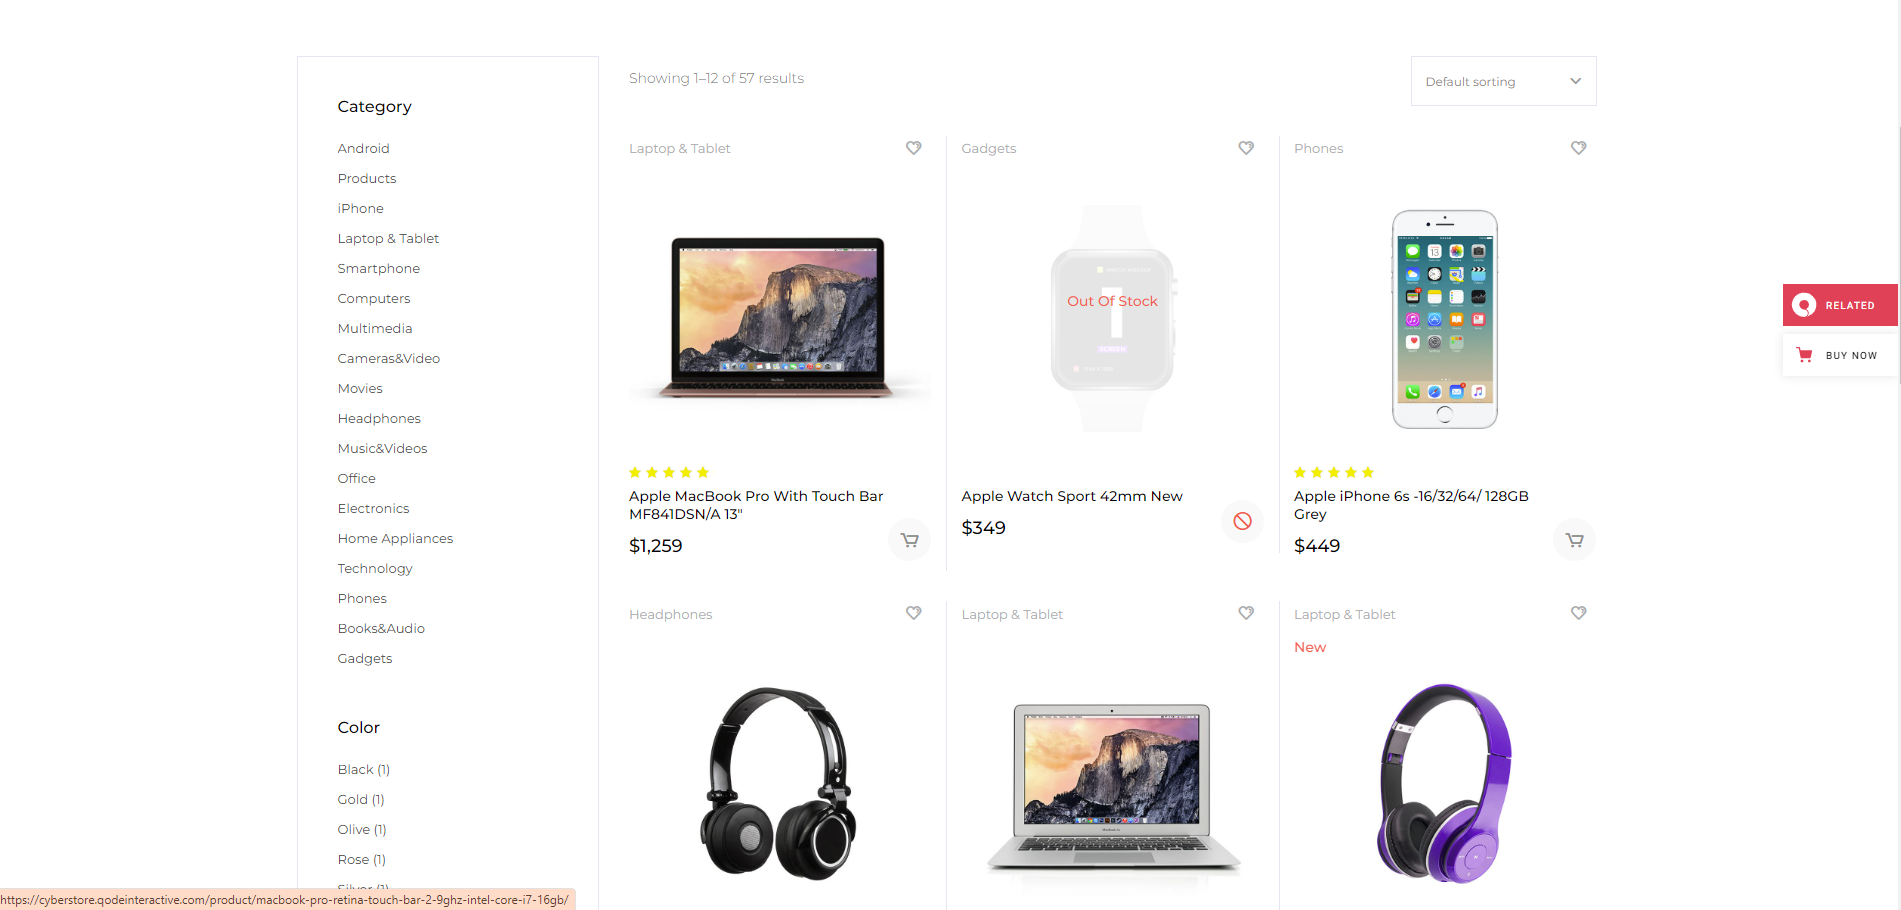 Category
Android
Products
iPhone
Laptop & Tablet
Smartphone
Computers
Multimedia
Cameras&Video
Movies
Headphones
Music&Videos
Office
Electronics
Home Appliances
Technology
Phones
Books&Audio
Gadgets
Color
Black (1)
Gold (1)
Olive (1)
Rose (1)
Silver (1)
Showing 1–12 of 57 results
Default sorting
Laptop & Tablet
Apple MacBook Pro With Touch Bar
MF841DSN/A 13"
$1,259
Gadgets
Out Of Stock
SCREEN
Apple Watch Sport 42mm New
$349
Phones
Apple iPhone 6s -16/32/64/ 128GB
Grey
$449
Headphones
Laptop & Tablet
Laptop & Tablet
New
RELATED
BUY NOW
https://cyberstore.qodeinteractive.com/product/macbook-pro-retina-touch-bar-2-9ghz-intel-core-i7-16gb/